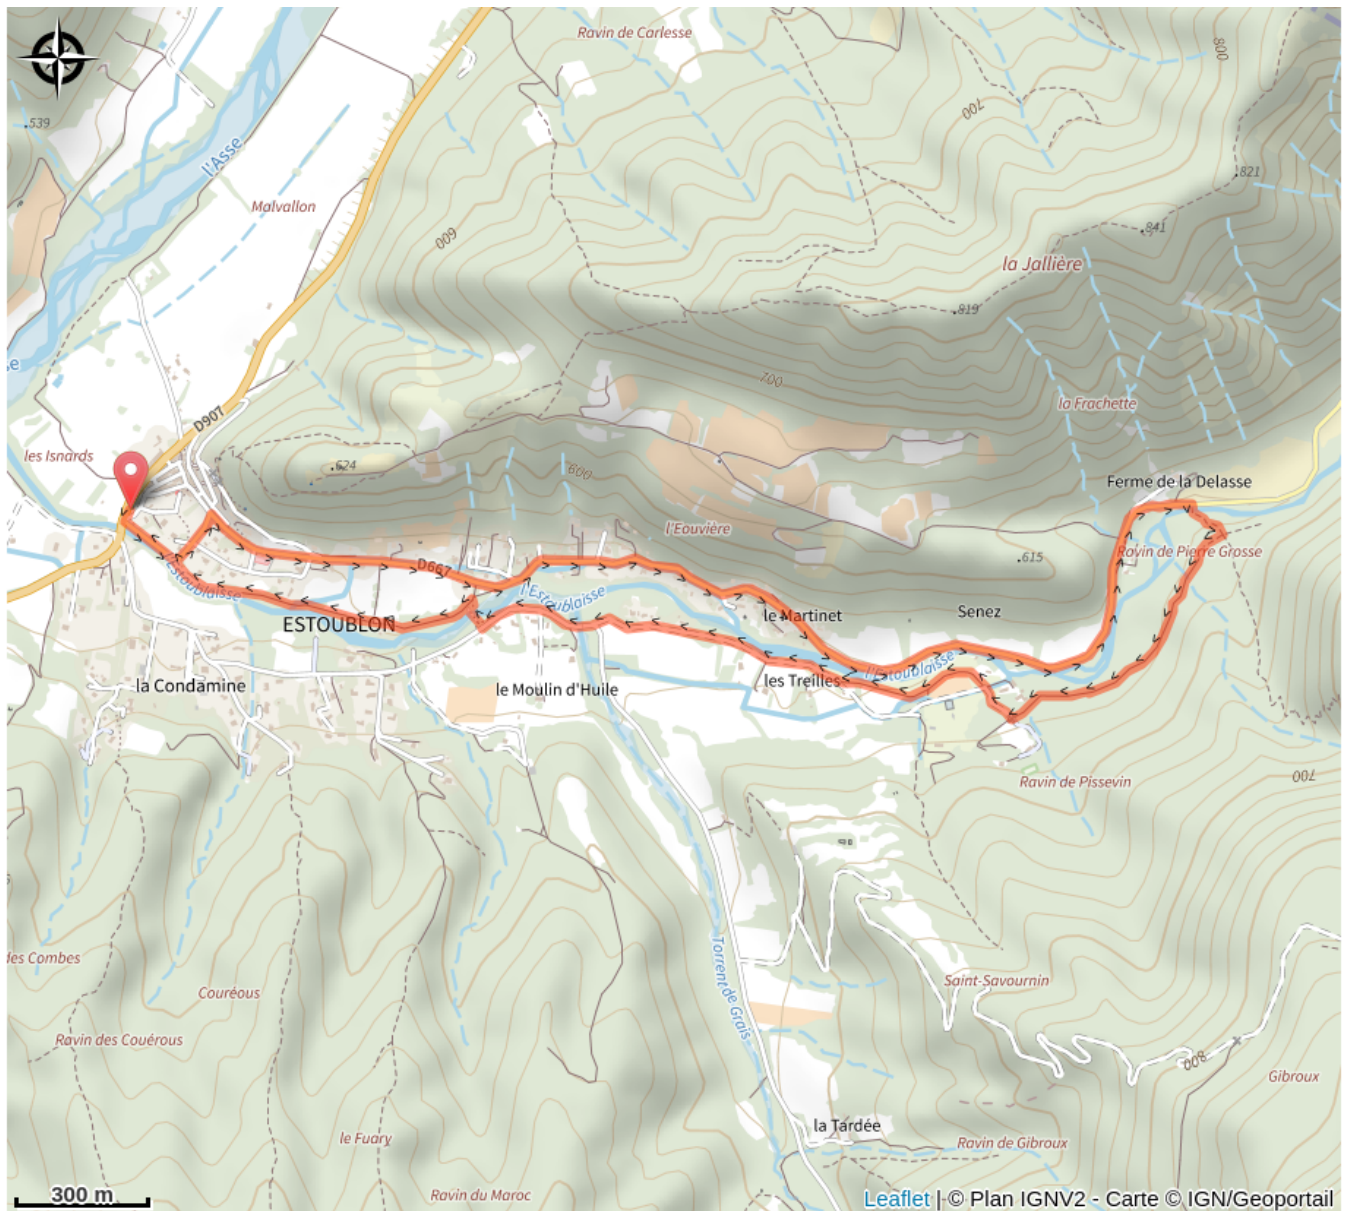 Ravin de Carlesse
800
700
539
l'Asse
821
Malvallon
841
600
la Jallière
819
se
700
la Frachette
D907
les Isnards
624
600
Ferme de la Delasse
l'Eouvière
Ravin de Pierre Grosse
615
D667
l'Estoublaisse
Estoublaisse
le Martinet
Senez
ESTOUBLON
l'Estoublaisse
la Condamine
le Moulin d'Huile
les Treilles
Ravin de Pissevin
700
des Combes
Couréous
Torrent de Grais
Saint-Savournin
Ravin des Couérous
800
Gibroux
le Fuary
la Tardée
Ravin de Gibroux
Ravin du Maroc
300 m
Leaflet | © Plan IGNV2 - Carte © IGN/Geoportail